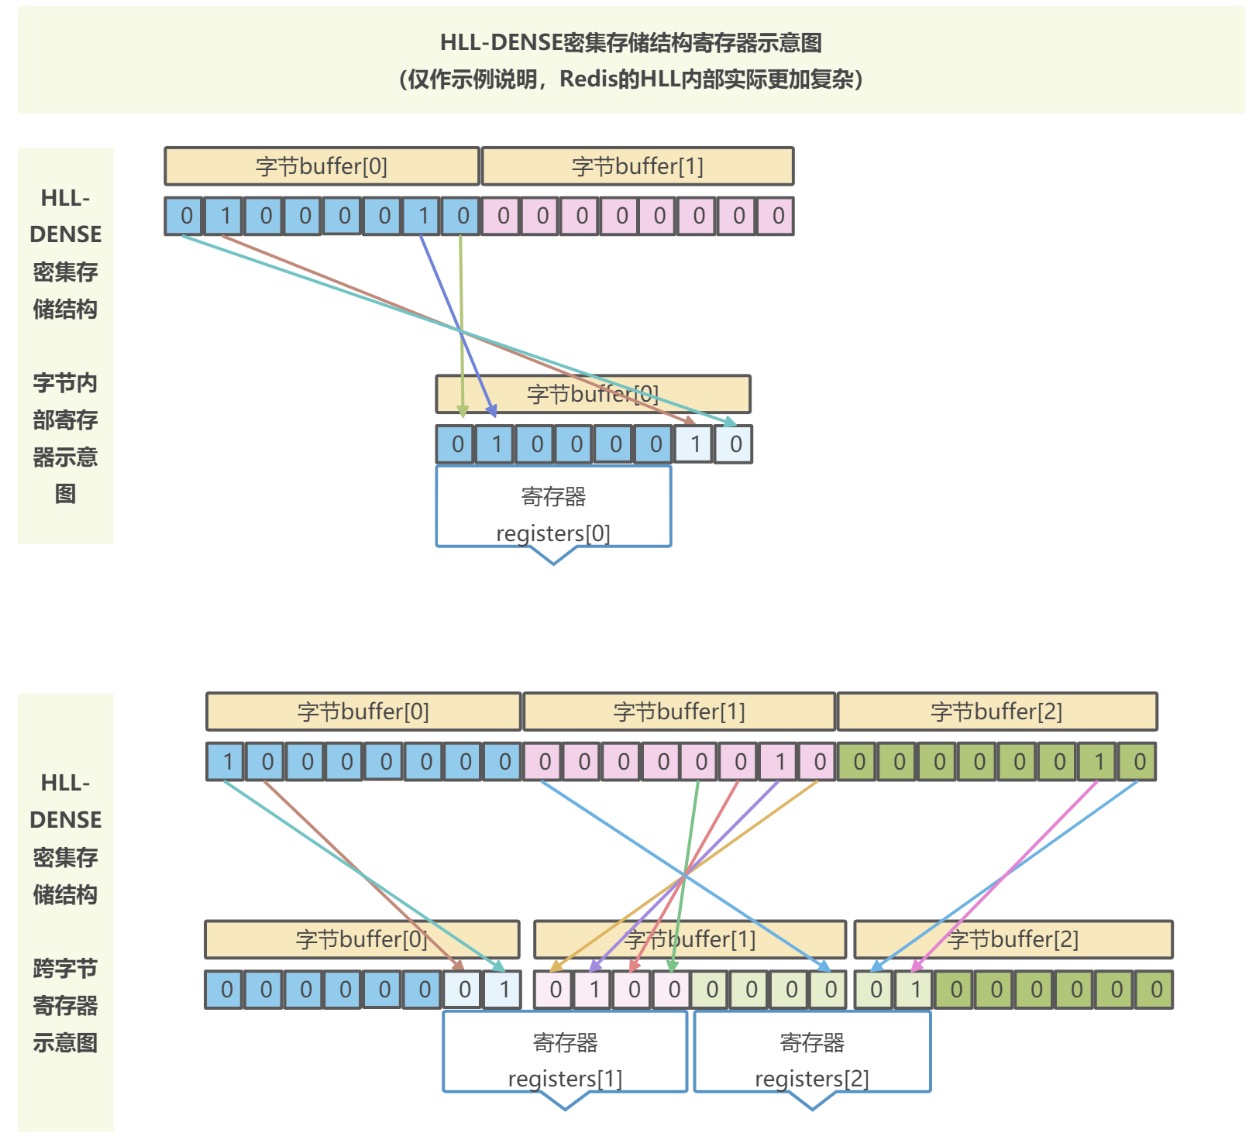 HLL-DENSE密集存储结构寄存器示意图
(仅作示例说明，Redis的HLL内部实际更加复杂)
HLL-
DENSE
密集存
储结构
字节内
部寄存
器示意
图
字节buffer[0] 字节buffer[1]
0 1 0 0 0 0 1 0 0 0 0 0 0 0 0 0
字节buffer[0]
0 1 0 0 0 0 1 0
寄存器
registers[0]
HLL-
DENSE
密集存
储结构
跨字节
寄存器
示意图
字节buffer[0] 字节buffer[1] 字节buffer[2]
1 0 0 0 0 0 0 0 0 0 0 0 0 0 1 0 0 0 0 0 0 0 1 0
字节buffer[0] 字节buffer[1] 字节buffer[2]
0 0 0 0 0 0 0 1 0 1 0 0 0 0 0 0 0 1 0 0 0 0 0 0
寄存器
registers[1]
寄存器
registers[2]